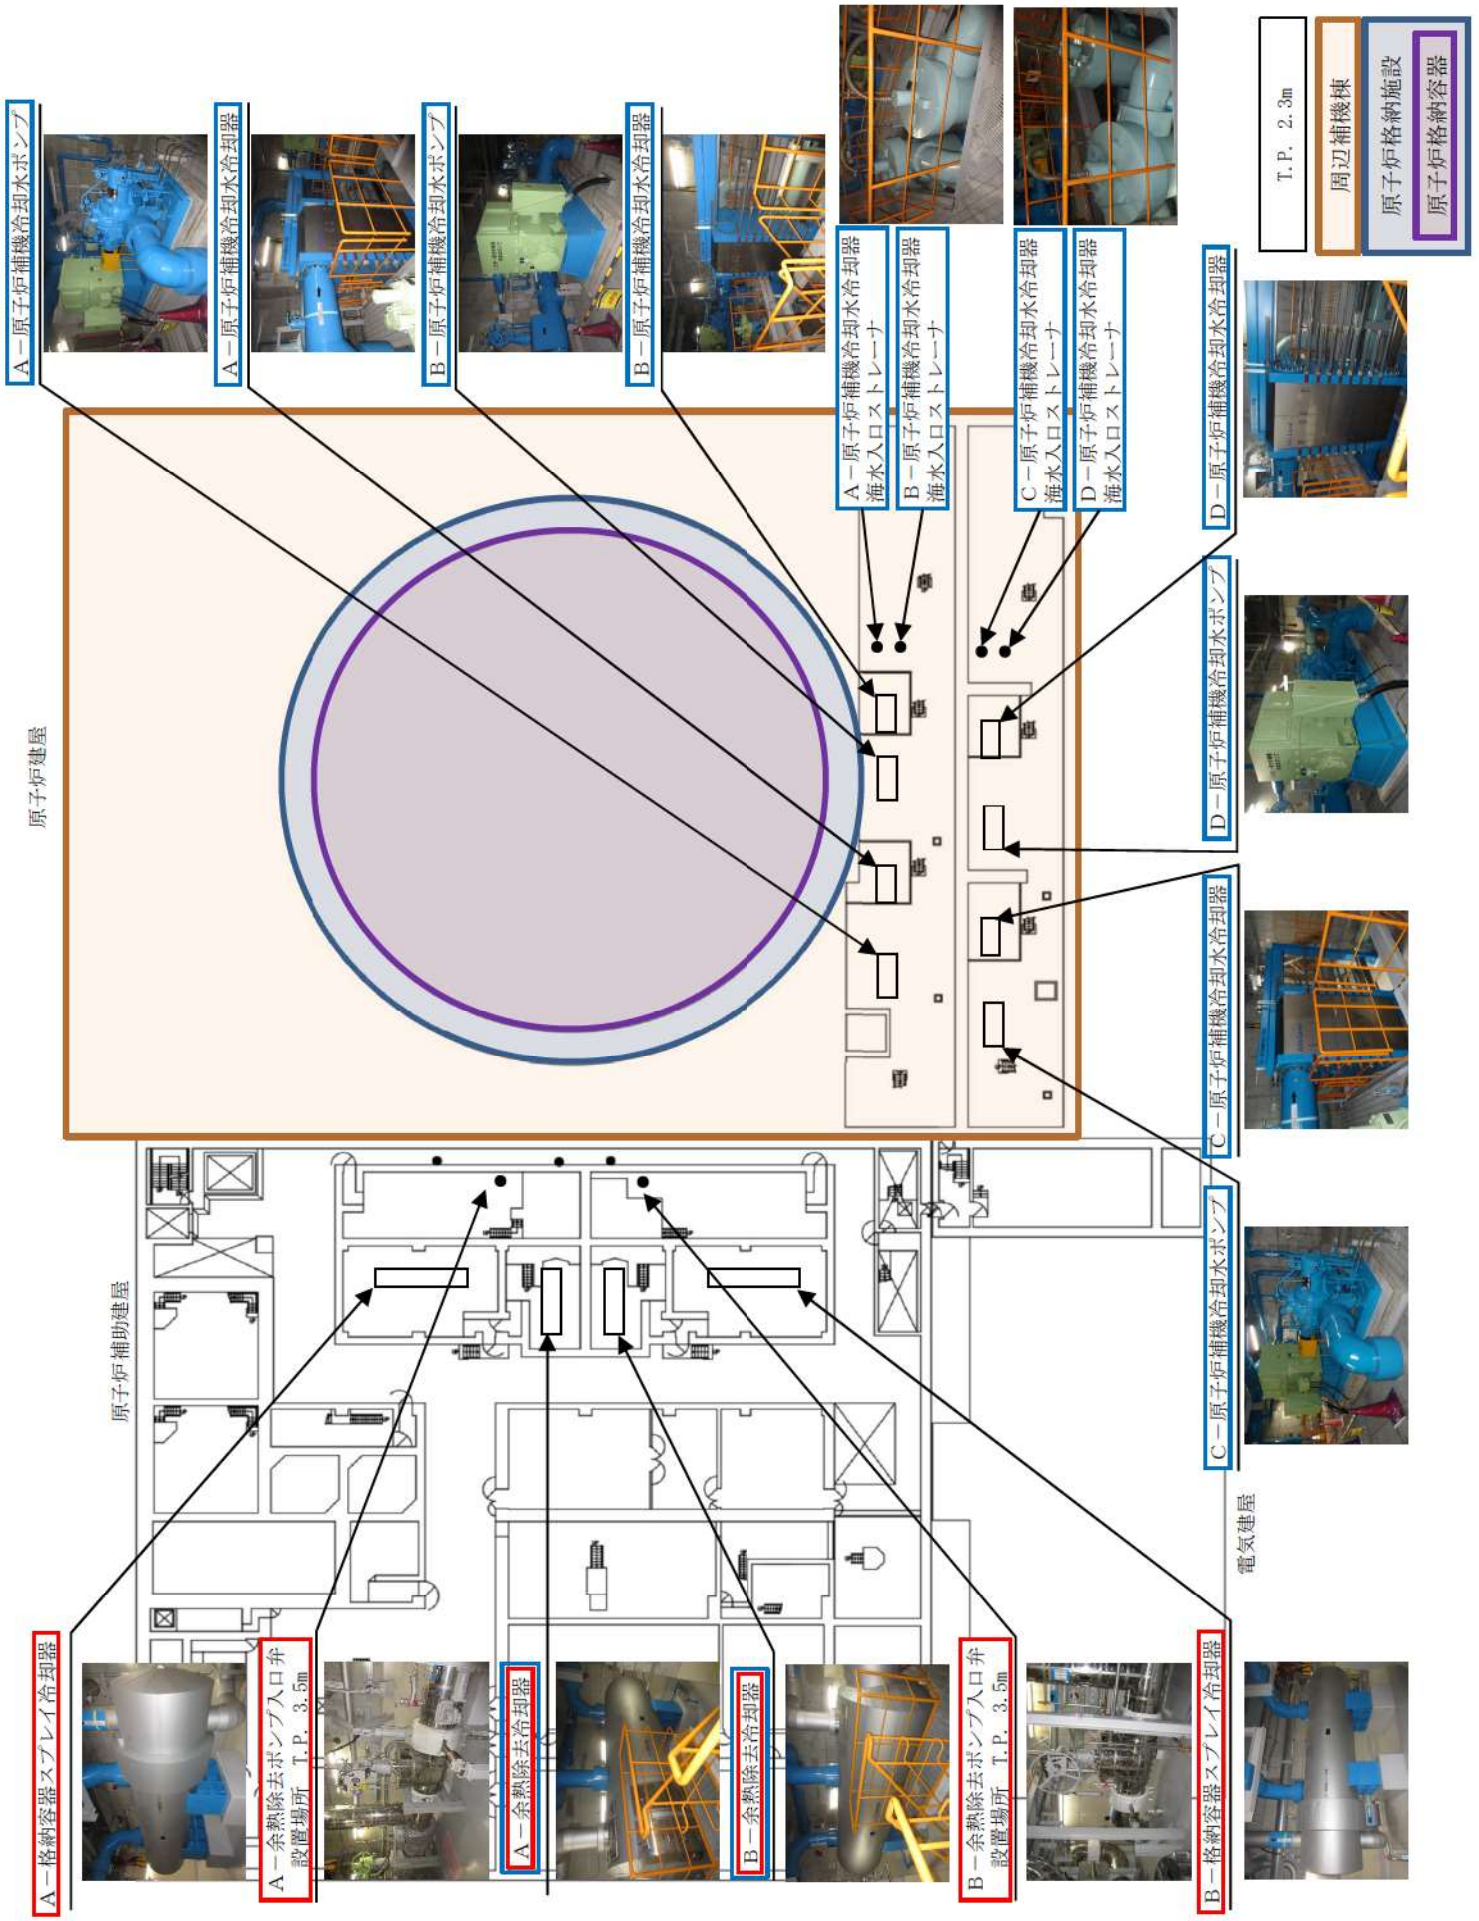 A－原子炉補機冷却水ポンプ
A－原子炉補機冷却水冷却器
B－原子炉補機冷却水ポンプ
B－原子炉補機冷却水冷却器
A－原子炉補機冷却水冷却器
海水入口ストレーナ
B－原子炉補機冷却水冷却器
海水入口ストレーナ
C－原子炉補機冷却水冷却器
海水入口ストレーナ
D－原子炉補機冷却水冷却器
海水入口ストレーナ
D－原子炉補機冷却水冷却器
D－原子炉補機冷却水ポンプ
C－原子炉補機冷却水冷却器
C－原子炉補機冷却水ポンプ
T.P. 2.3m
周辺補機棟
原子炉格納施設
原子炉格納容器
原子炉建屋
原子炉補助建屋
電気建屋
A－格納容器スプレイ冷却器
A－余熱除去ポンプ入口弁
設置場所 T.P. 3.5m
A－余熱除去冷却器
B－余熱除去冷却器
B－余熱除去ポンプ入口弁
設置場所 T.P. 3.5m
B－格納容器スプレイ冷却器